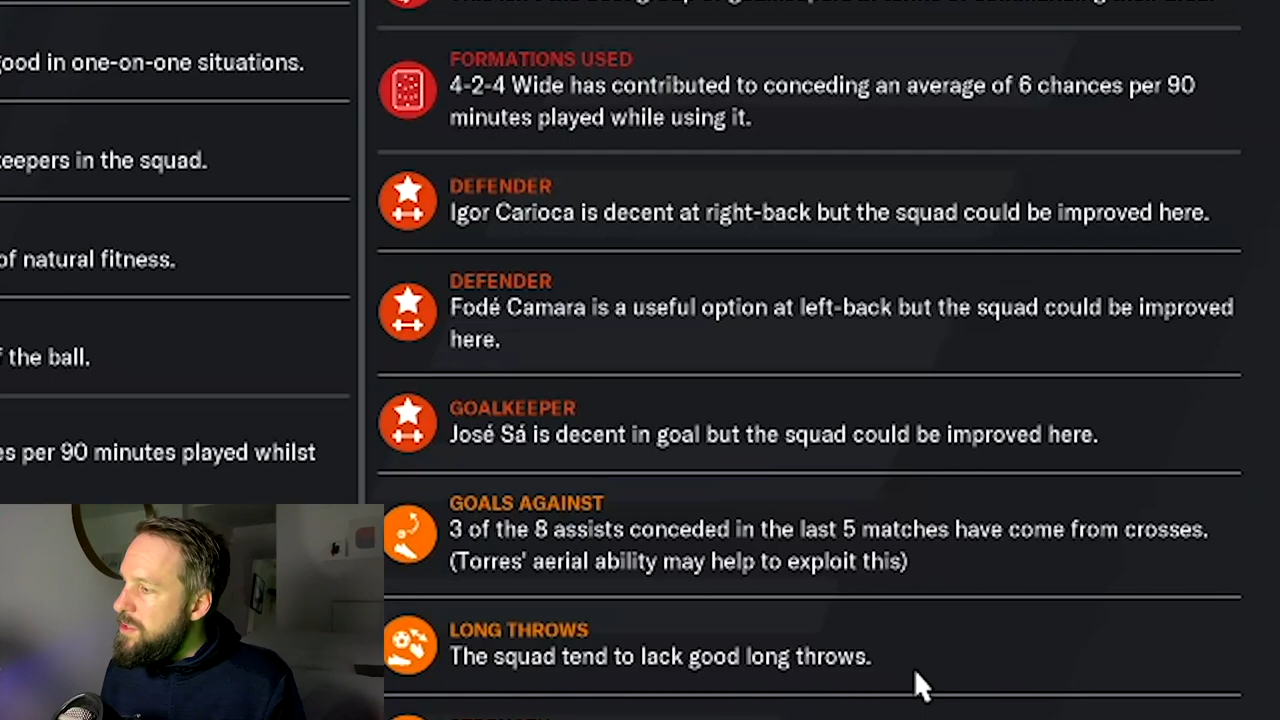 good in one-on-one situations.
keepers in the squad.
of natural fitness.
the ball.
per 90 minutes played whilst
FORMATIONS USED
4-2-4 Wide has contributed to conceding an average of 6 chances per 90
minutes played while using it.
DEFENDER
Igor Carioca is decent at right-back but the squad could be improved here.
DEFENDER
Fodé Camara is a useful option at left-back but the squad could be improved
here.
GOALKEEPER
José Sá is decent in goal but the squad could be improved here.
GOALS AGAINST
3 of the 8 assists conceded in the last 5 matches have come from crosses.
(Torres' aerial ability may help to exploit this)
LONG THROWS
The squad tend to lack good long throws.